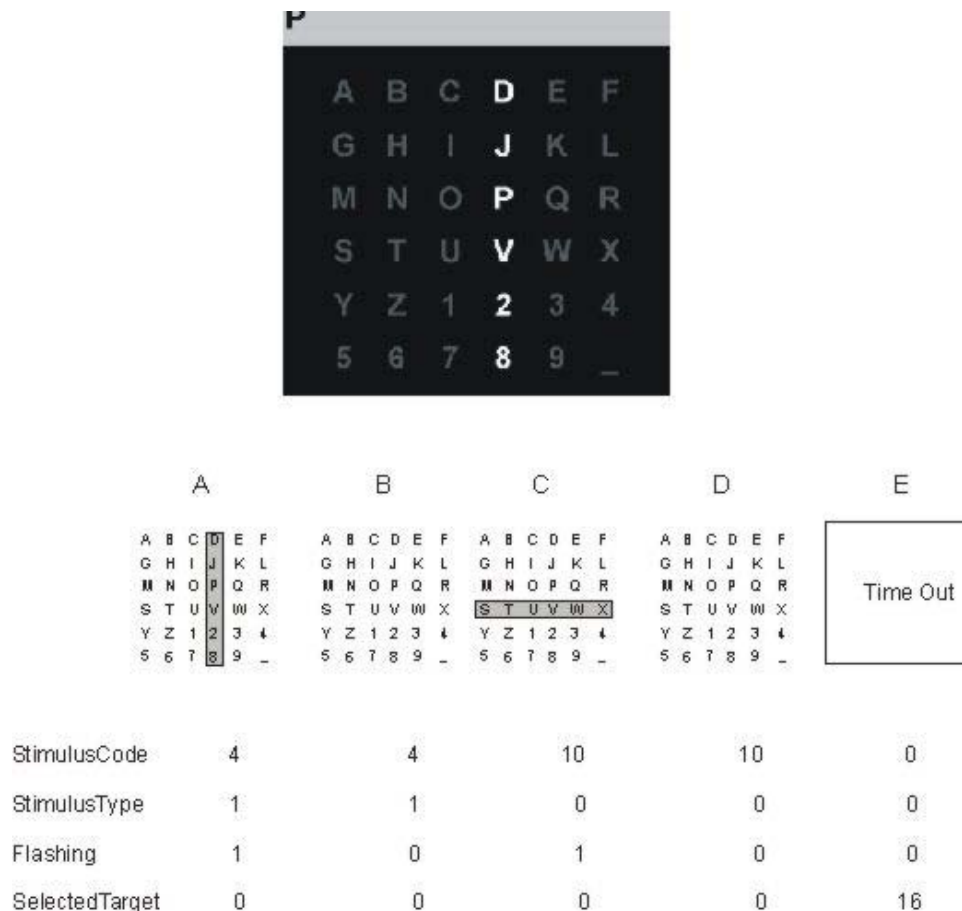 P
A B C D E F
G H I J K L
M N O P Q R
S T U V W X
Y Z 1 2 3 4
5 6 7 8 9 _
A B C D E
A B C D E F A B C D E F A B C D E F A B C D E F
G H I J K L G H I J K L G H I J K L G H I J K L
M N O P Q R M N O P Q R M N O P Q R M N O P Q R Time Out
S T U V W X S T U V W X S T U V W X S T U V W X
Y Z 1 2 3 4 Y Z 1 2 3 4 Y Z 1 2 3 4 Y Z 1 2 3 4
5 6 7 8 9 _ 5 6 7 8 9 _ 5 6 7 8 9 _ 5 6 7 8 9 _
StimulusCode 4 4 10 10 0
StimulusType 1 1 0 0 0
Flashing 1 0 1 0 0
SelectedTarget 0 0 0 0 16